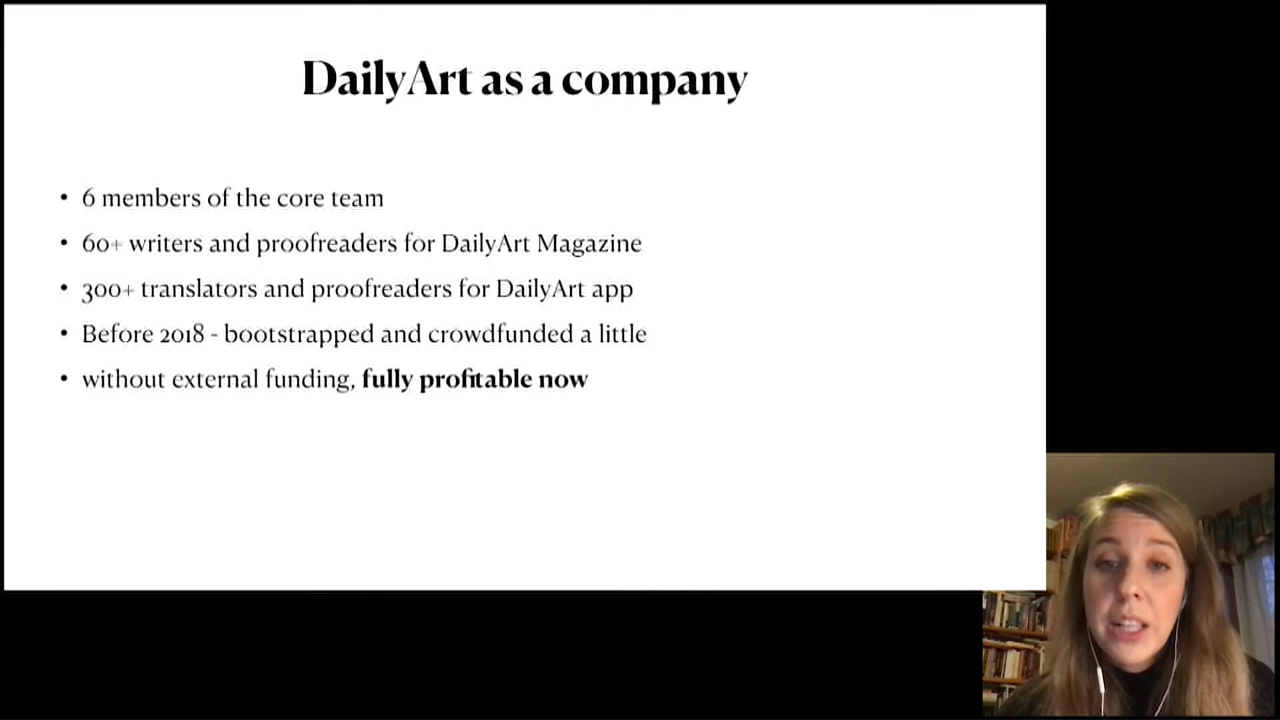 DailyArt as a company
• 6 members of the core team
• 60+ writers and proofreaders for DailyArt Magazine
• 300+ translators and proofreaders for DailyArt app
• Before 2018 - bootstrapped and crowdfunded a little
• without external funding, fully profitable now